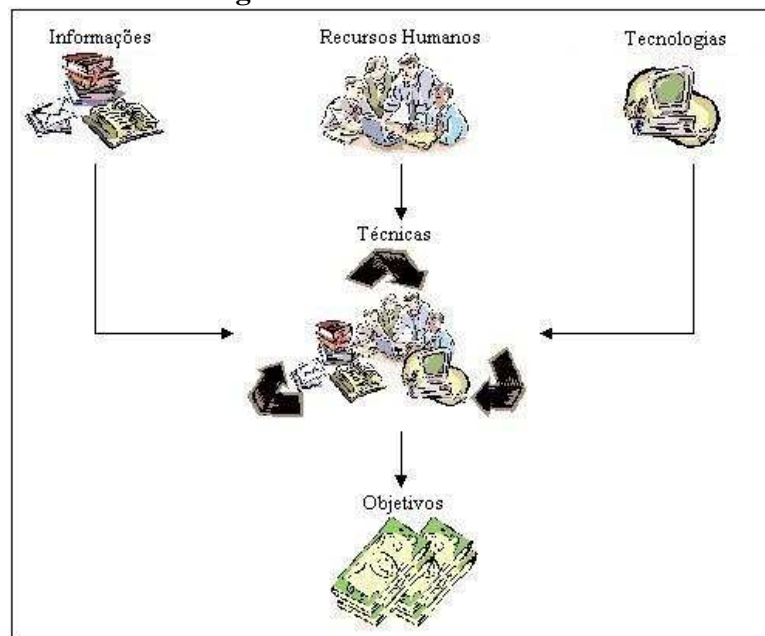 Informações
Recursos Humanos
Tecnologias
Técnicas
Objetivos